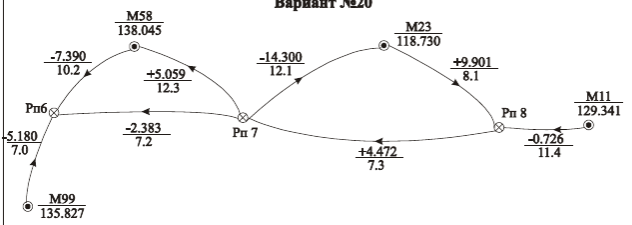 Вариант №20
М58
138.045
М23
118.730
-7.390
10.2
+5.059
12.3
-14.300
12.1
+9.901
8.1
Рп6
Рп 7
Рп 8
М11
129.341
-5.180
7.0
-2.383
7.2
+4.472
7.3
-0.726
11.4
М99
135.827